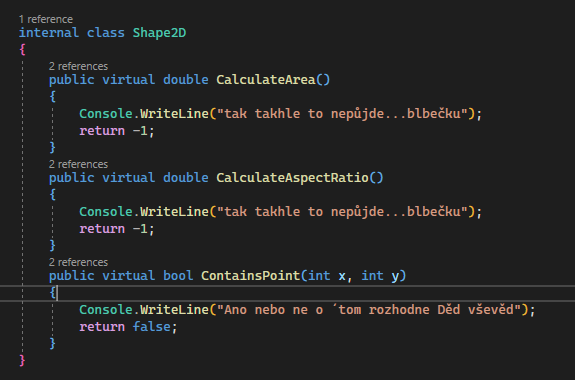 1 reference
internal class Shape2D
{
2 references
public virtual double CalculateArea()
{
Console.WriteLine("tak takhle to nepůjde...blbečku");
return -1;
}
2 references
public virtual double CalculateAspectRatio()
{
Console.WriteLine("tak takhle to nepůjde...blbečku");
return -1;
}
2 references
public virtual bool ContainsPoint(int x, int y)
{
Console.WriteLine("Ano nebo ne o ´tom rozhodne Děd vševěd");
return false;
}
}